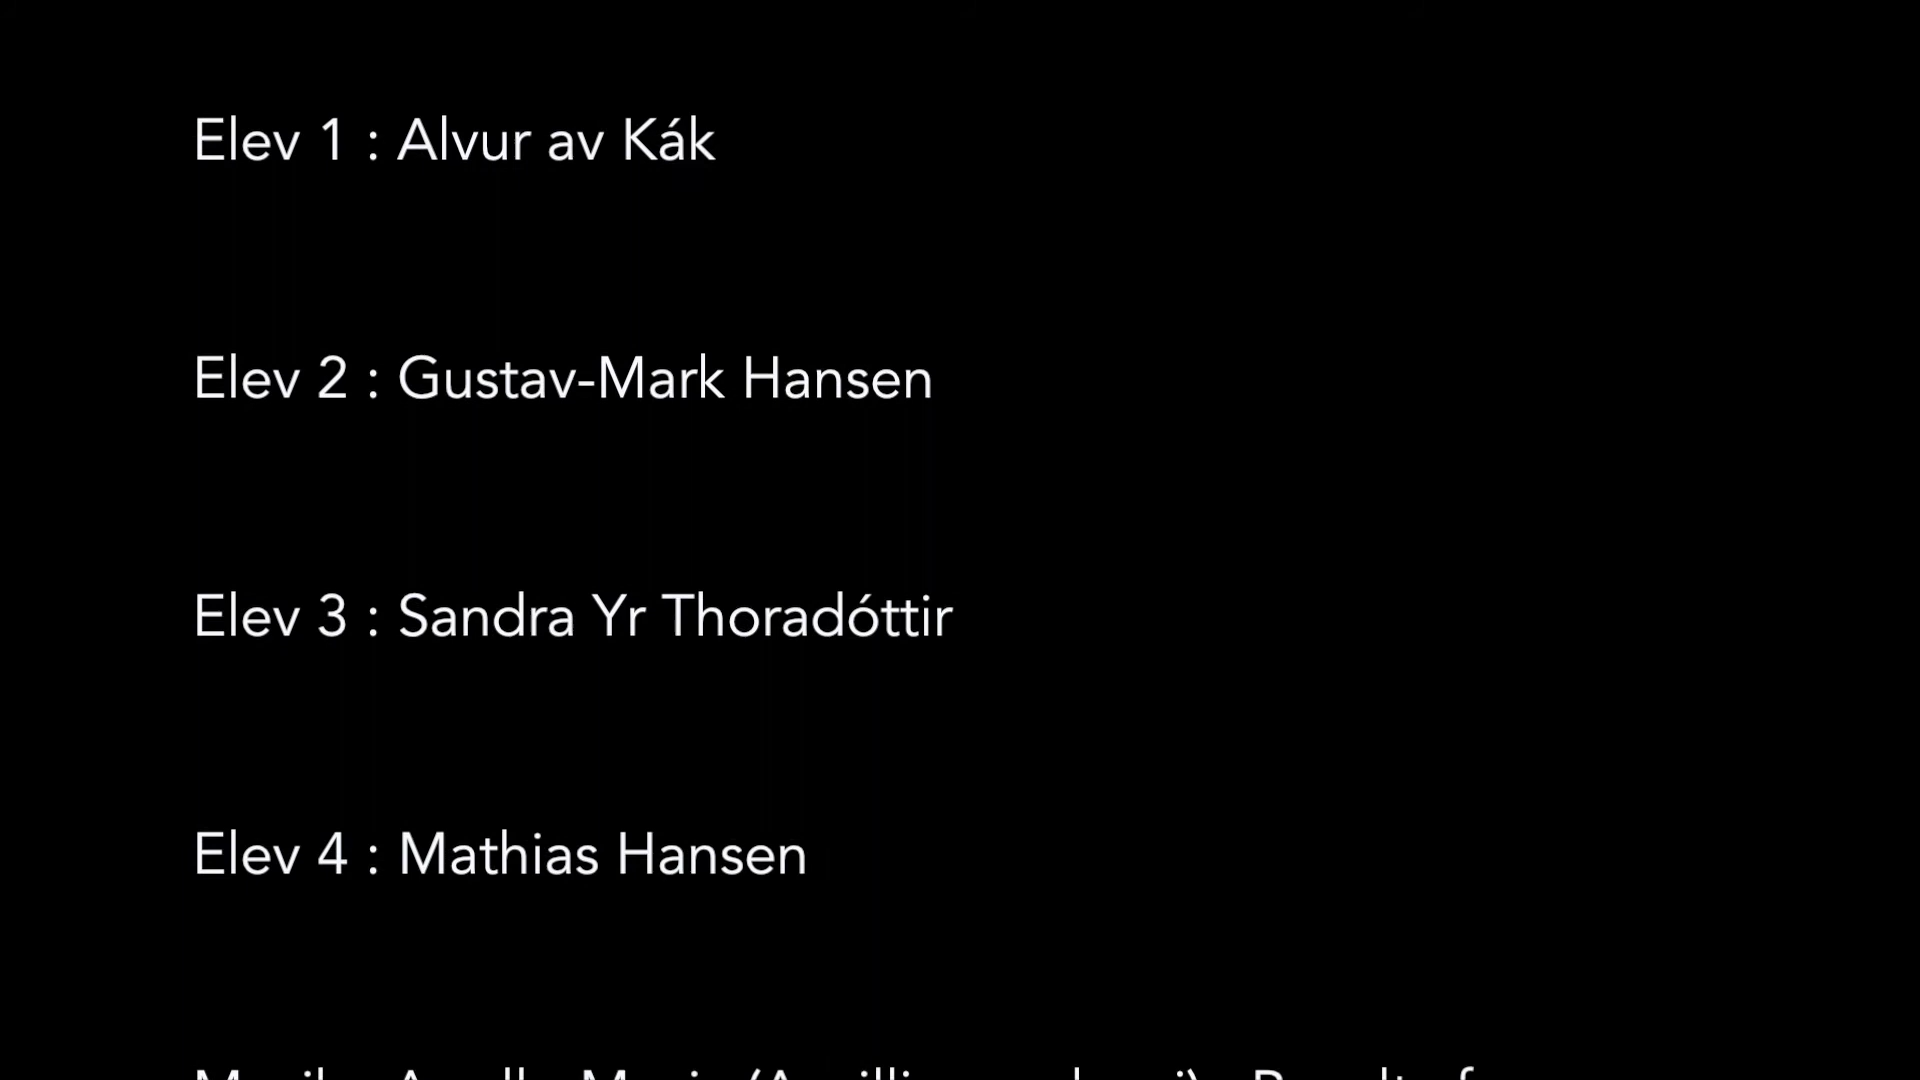 Elev 1 : Alvur av Kák
Elev 2 : Gustav-Mark Hansen
Elev 3 : Sandra Yr Thoradóttir
Elev 4 : Mathias Hansen